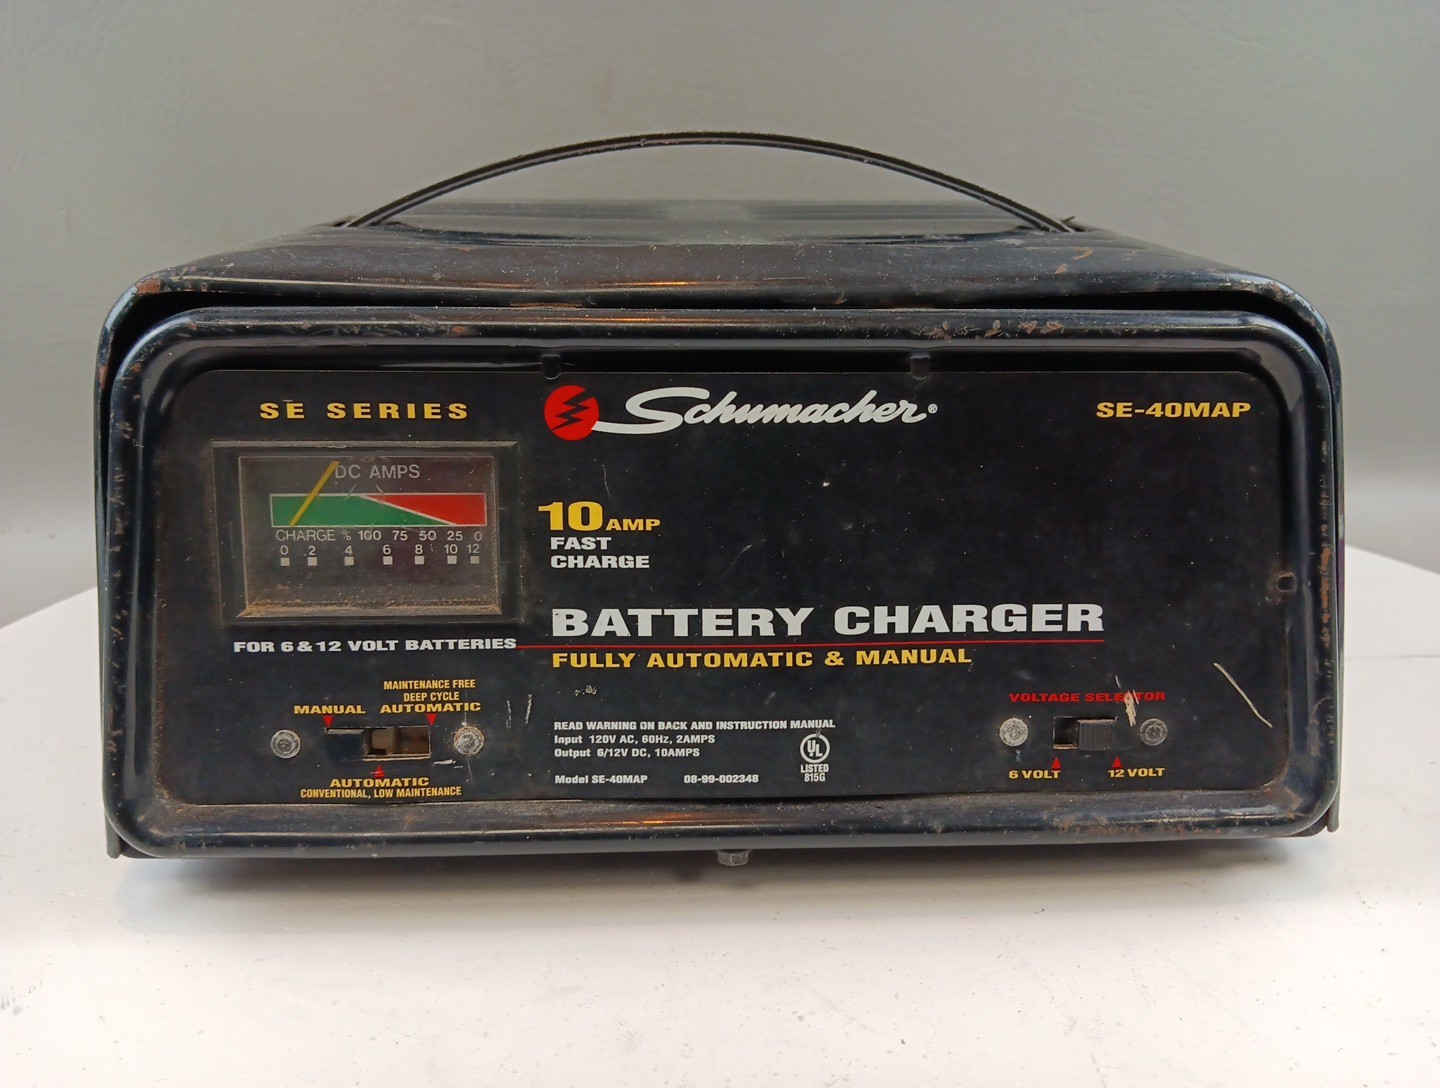 SE SERIES
Schumacher®
SE-40MAP
DC AMPS
CHARGE % 100 75 50 25 0
0 2 4 6 8 10 12
10 AMP
FAST
CHARGE
BATTERY CHARGER
FOR 6 & 12 VOLT BATTERIES
FULLY AUTOMATIC & MANUAL
MAINTENANCE FREE
DEEP CYCLE
MANUAL AUTOMATIC
AUTOMATIC
CONVENTIONAL, LOW MAINTENANCE
READ WARNING ON BACK AND INSTRUCTION MANUAL
Input 120V AC, 60Hz, 2AMPS
Output 6/12V DC, 10AMPS
Model SE-40MAP 08-99-002348
UL
LISTED
815G
VOLTAGE SELECTOR
6 VOLT 12 VOLT